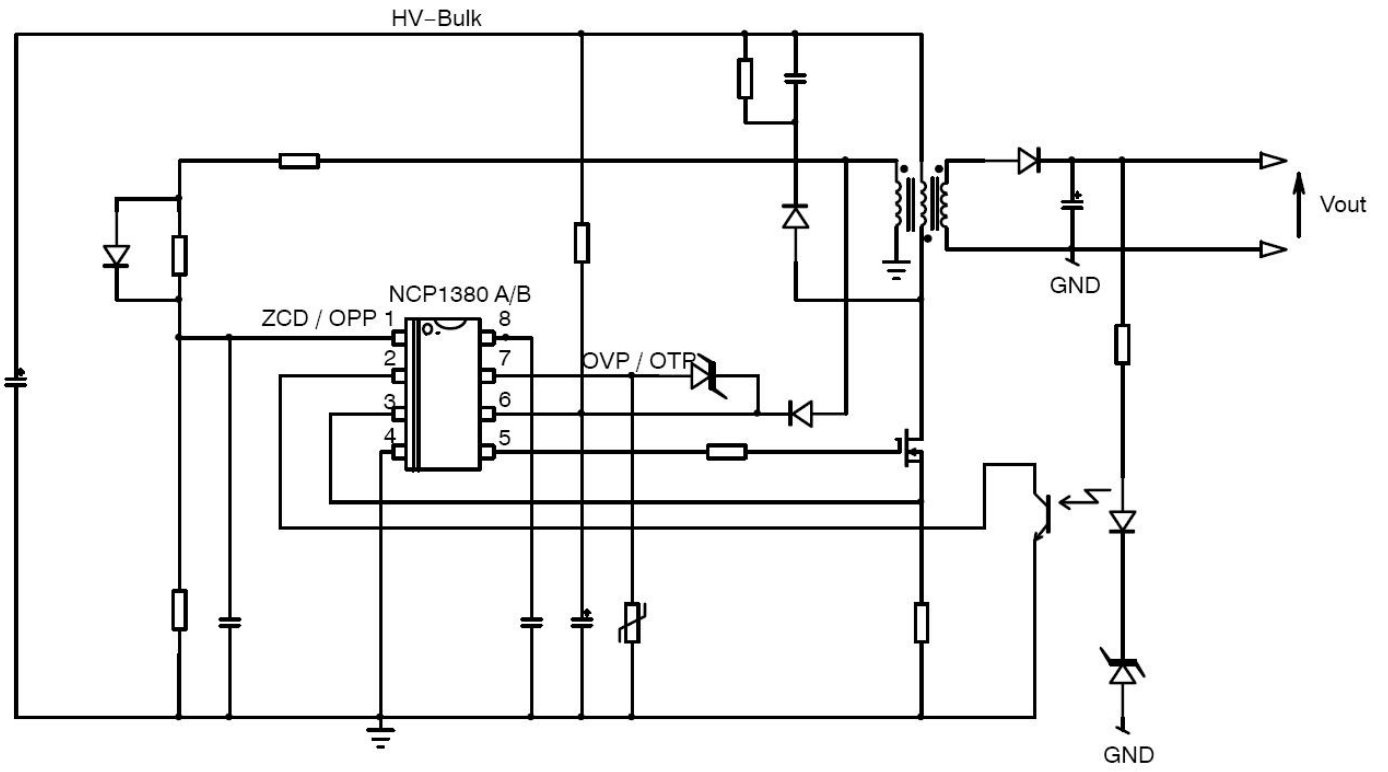 HV–Bulk
Vout
GND
NCP1380 A/B
ZCD / OPP 1
8
2
7
OVP / OTP
3
6
4
5
GND